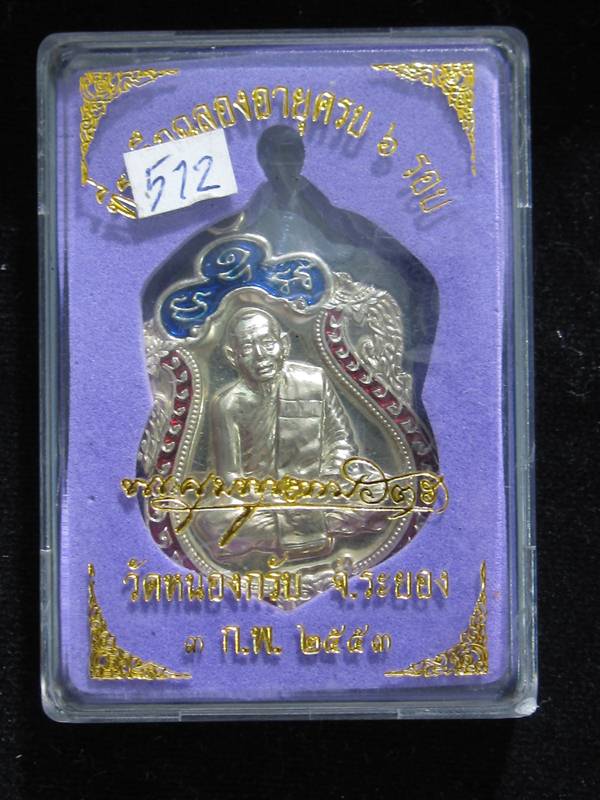 ฉลองอายุครบ ๖ รอบ
512
วัดหนองกรับ จ.ระยอง
๓ ก.พ. ๒๕๕๓